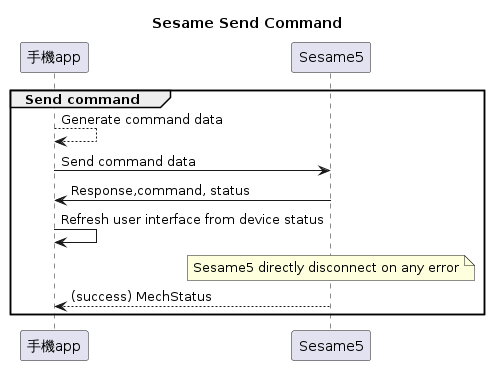 Sesame Send Command
手機app
Sesame5
Send command
Generate command data
Send command data
Response,command, status
Refresh user interface from device status
Sesame5 directly disconnect on any error
(success) MechStatus
手機app
Sesame5